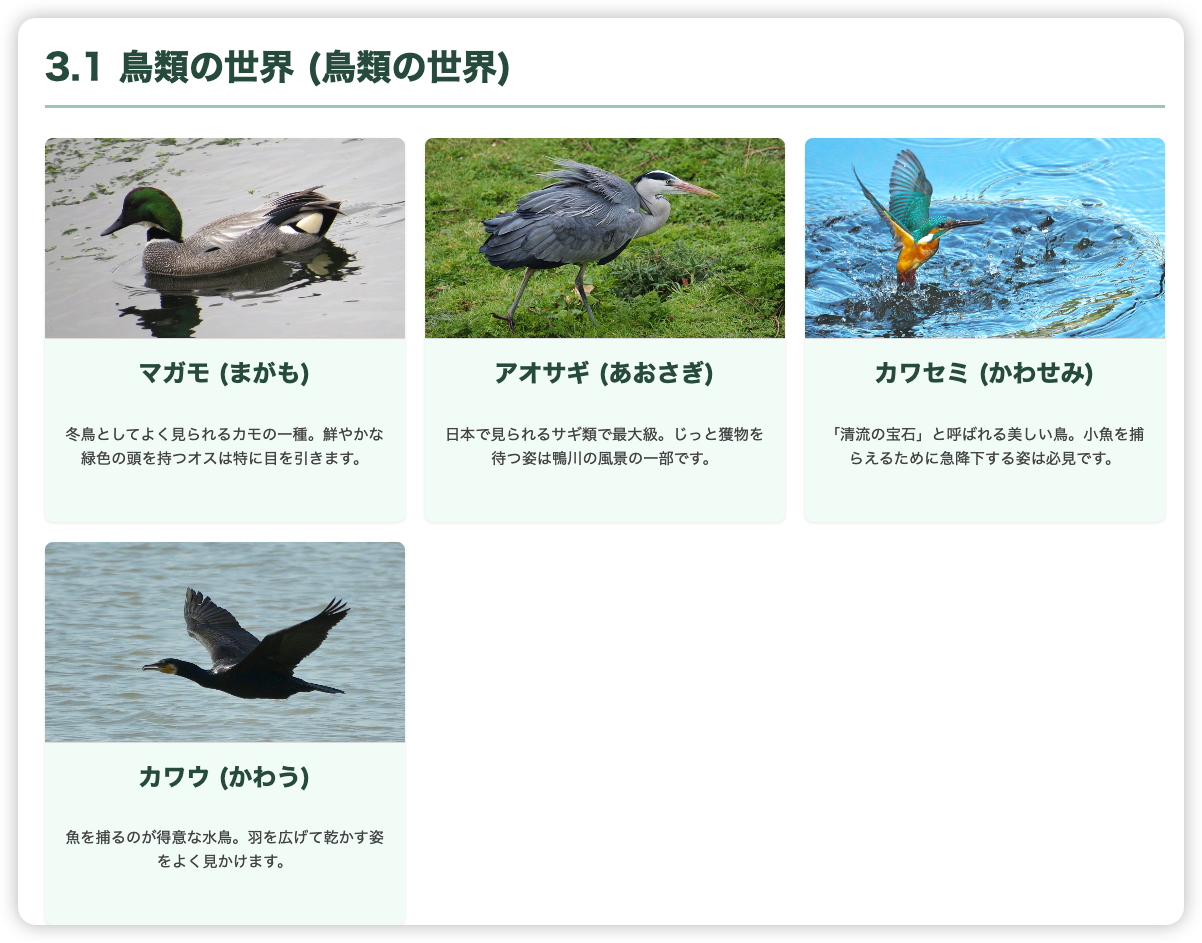 3.1 鳥類の世界 (鳥類の世界)
マガモ (まがも)
冬鳥としてよく見られるカモの一種。鮮やかな
緑色の頭を持つオスは特に目を引きます。
アオサギ (あおさぎ)
日本で見られるサギ類で最大級。じっと獲物を
待つ姿は鴨川の風景の一部です。
カワセミ (かわせみ)
「清流の宝石」と呼ばれる美しい鳥。小魚を捕
らえるために急降下する姿は必見です。
カワウ (かわう)
魚を捕るのが得意な水鳥。羽を広げて乾かす姿
をよく見かけます。